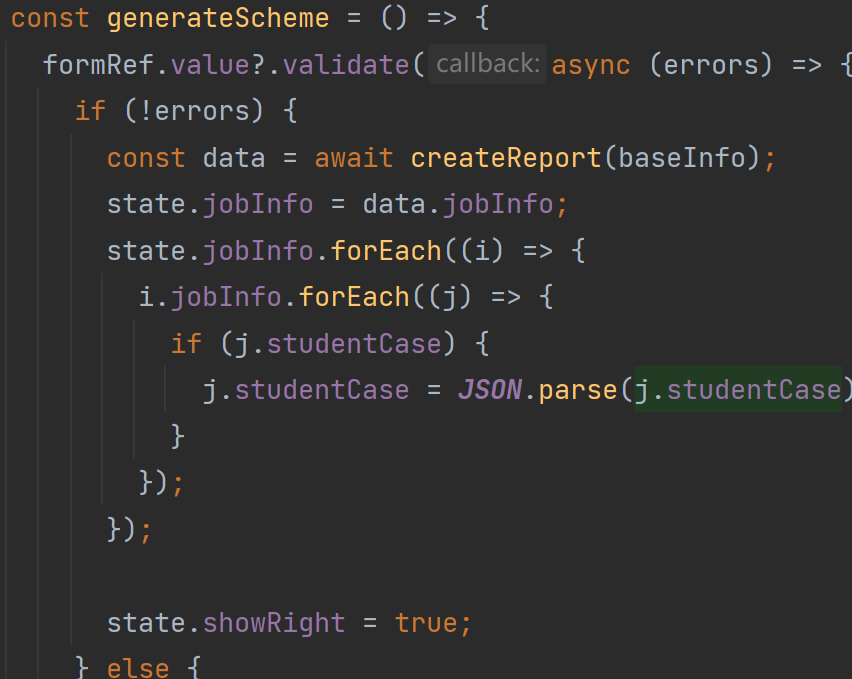 const generateScheme = () => {
formRef.value?.validate( callback: async (errors) => {
if (!errors) {
const data = await createReport(baseInfo);
state.jobInfo = data.jobInfo;
state.jobInfo.forEach((i) => {
i.jobInfo.forEach((j) => {
if (j.studentCase) {
j.studentCase = JSON.parse(j.studentCase)
}
});
});
state.showRight = true;
} else {